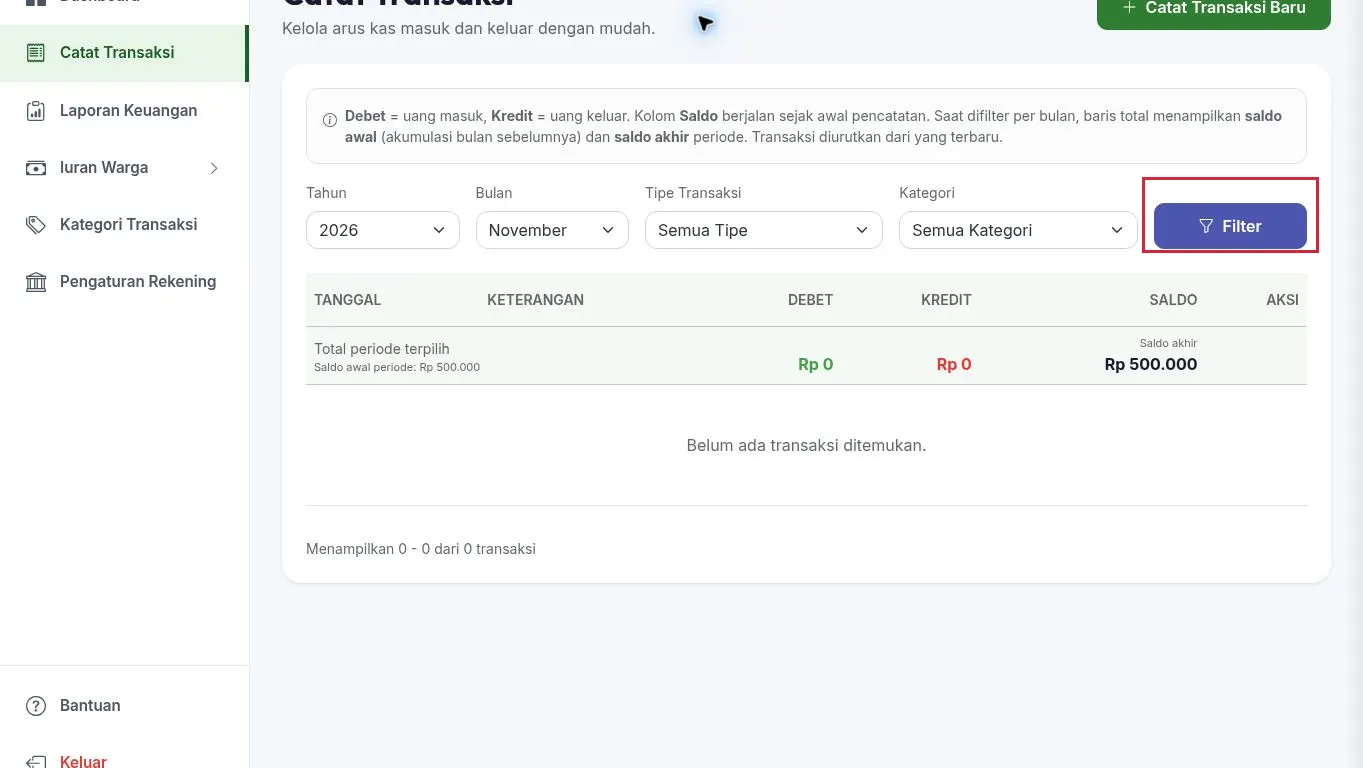 Dashboard
Catat Transaksi
Laporan Keuangan
Iuran Warga
Kategori Transaksi
Pengaturan Rekening
Bantuan
Keluar
Catat Transaksi
Kelola arus kas masuk dan keluar dengan mudah.
Catat Transaksi Baru
Debet = uang masuk, Kredit = uang keluar. Kolom Saldo berjalan sejak awal pencatatan. Saat difilter per bulan, baris total menampilkan saldo
awal (akumulasi bulan sebelumnya) dan saldo akhir periode. Transaksi diurutkan dari yang terbaru.
Tahun Bulan Tipe Transaksi Kategori
2026 November Semua Tipe Semua Kategori Filter
TANGGAL KETERANGAN DEBET KREDIT SALDO AKSI
Total periode terpilih Saldo akhir
Saldo awal periode: Rp 500.000 Rp 0 Rp 0 Rp 500.000
Belum ada transaksi ditemukan.
Menampilkan 0 - 0 dari 0 transaksi